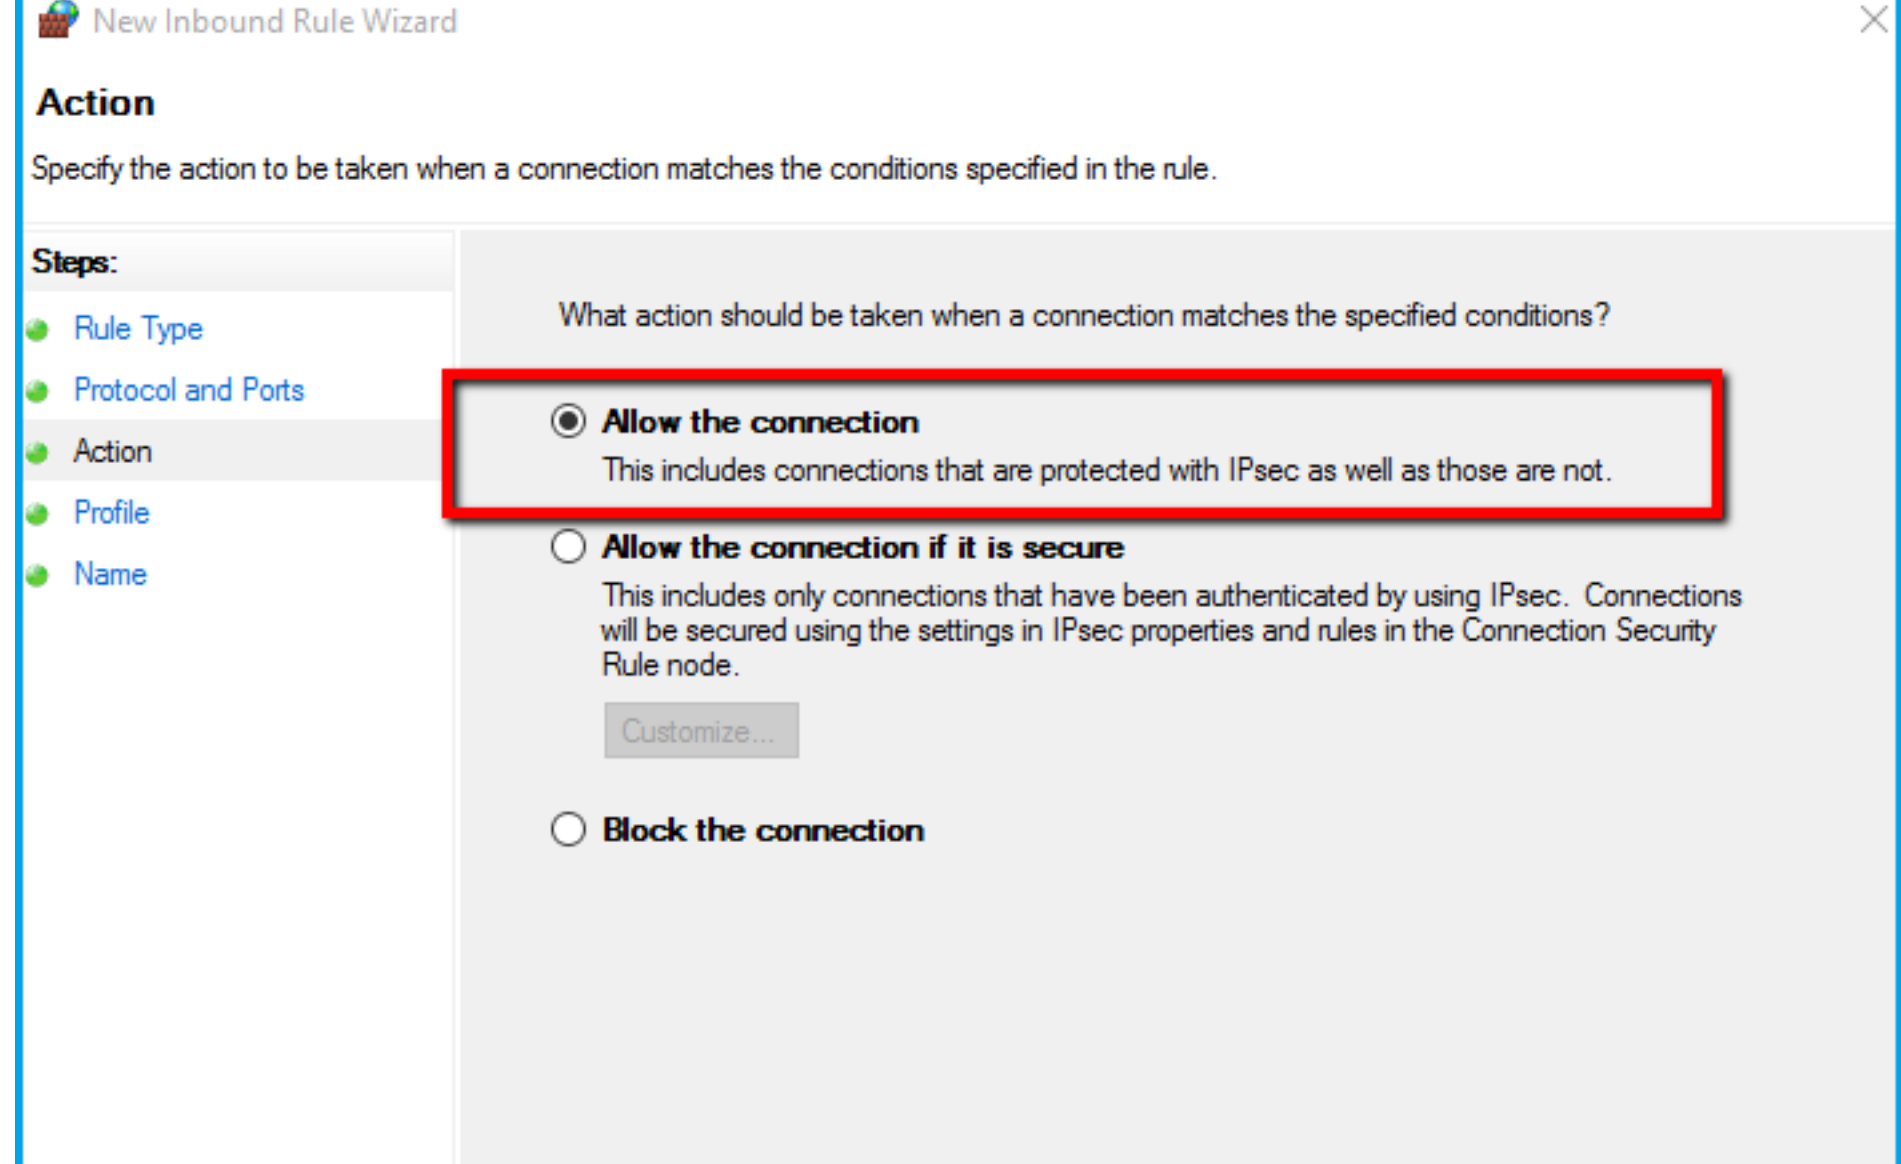 New Inbound Rule Wizard
Action
Specify the action to be taken when a connection matches the conditions specified in the rule.
Steps:
Rule Type
Protocol and Ports
Action
Profile
Name
What action should be taken when a connection matches the specified conditions?
Allow the connection
This includes connections that are protected with IPsec as well as those are not.
Allow the connection if it is secure
This includes only connections that have been authenticated by using IPsec. Connections
will be secured using the settings in IPsec properties and rules in the Connection Security
Rule node.
Customize...
Block the connection